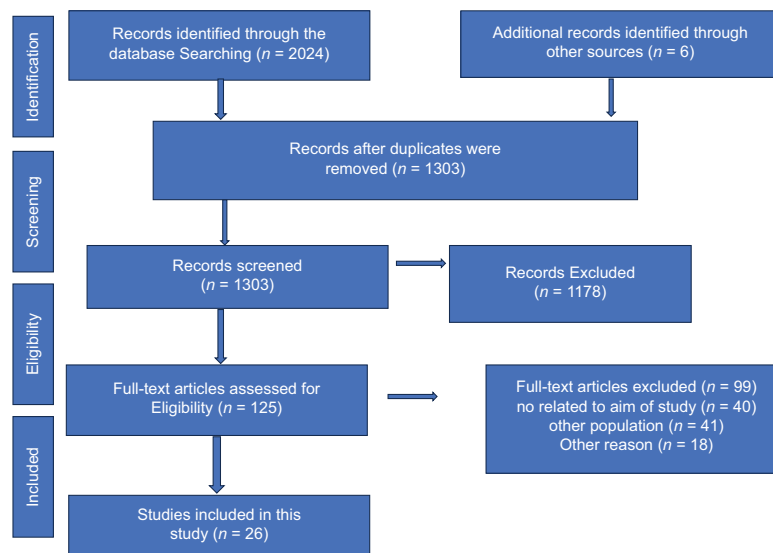 Identification
Records identified through the
database Searching (n = 2024)
Additional records identified through
other sources (n = 6)
Records after duplicates were
removed (n = 1303)
Screening
Records screened
(n = 1303)
Records Excluded
(n = 1178)
Eligibility
Full-text articles assessed for
Eligibility (n = 125)
Full-text articles excluded (n = 99)
no related to aim of study (n = 40)
other population (n = 41)
Other reason (n = 18)
Included
Studies included in this
study (n = 26)